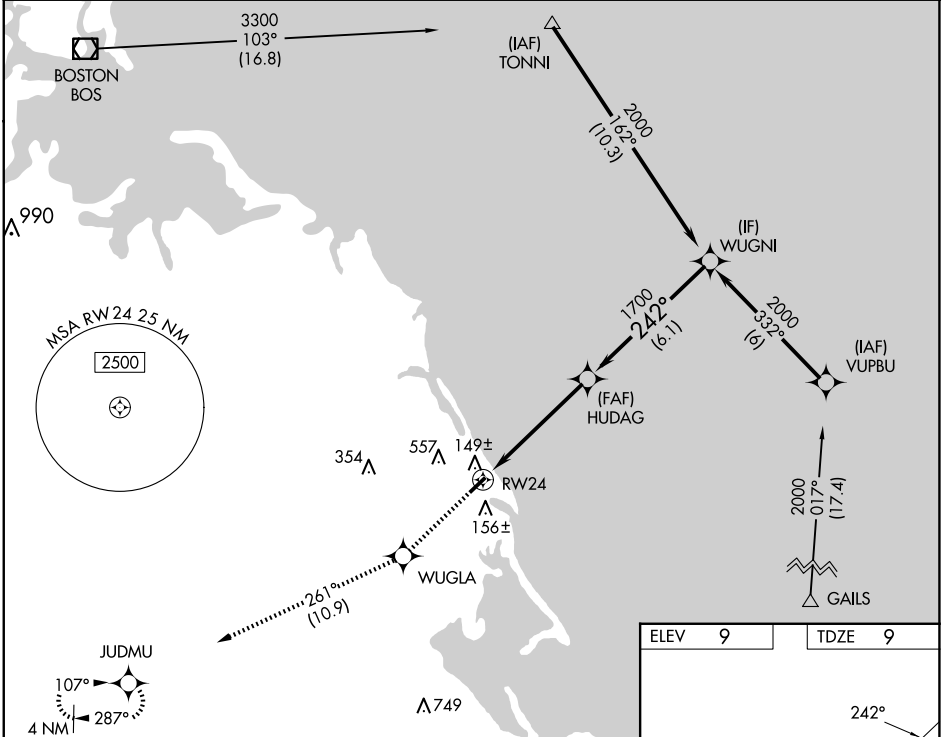 BOSTON
BOS
3300
103°
(16.8)
(IAF)
TONNI
2000
162°
(10.3)
990
(IF)
WUGNI
1700
242°
(6.1)
2000
332°
(6)
(IAF)
VUPBU
MSA RW24 25 NM
2500
(FAF)
HUDAG
354
557
149±
RW24
156±
2000
017°
(17.4)
WUGLA
GAILS
261°
(10.9)
JUDMU
107°
287°
4 NM
749
ELEV 9
TDZE 9
242°